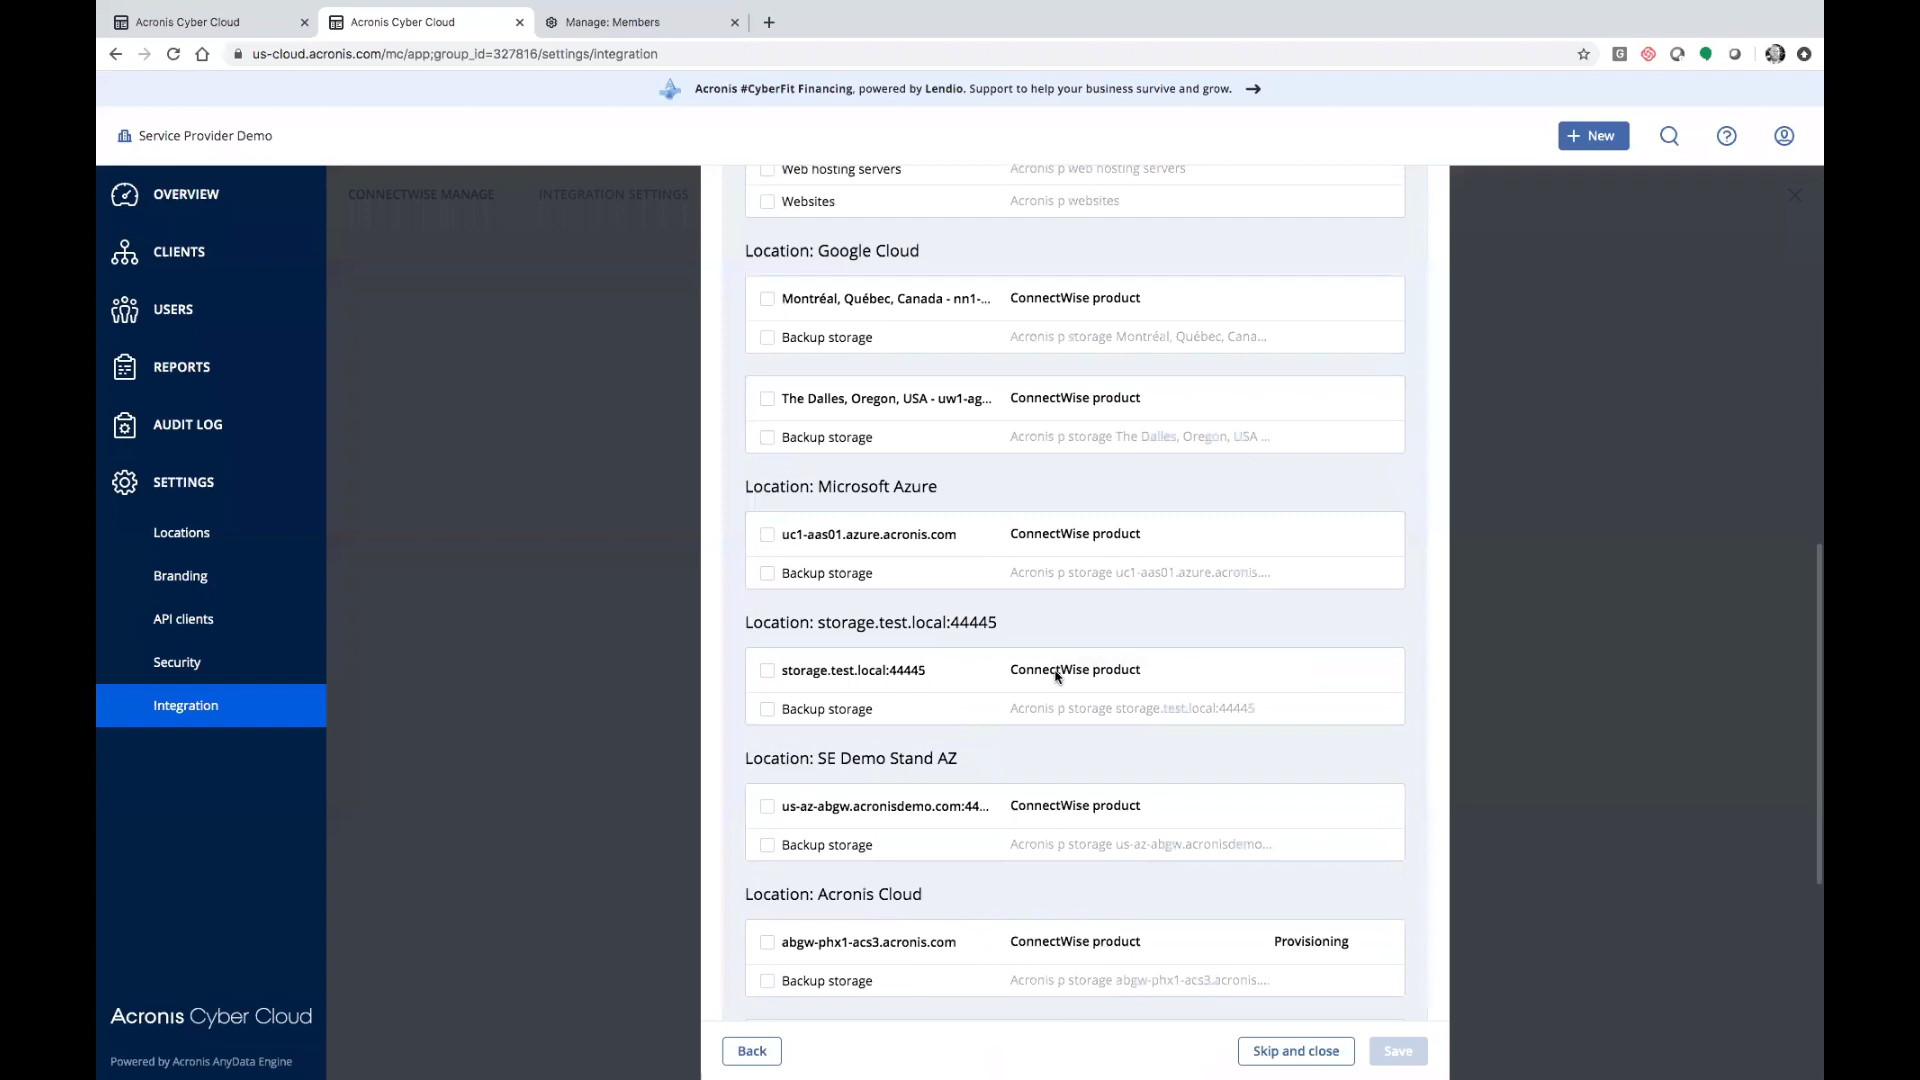 Acronis Cyber Cloud
Acronis Cyber Cloud
Manage: Members
us-cloud.acronis.com/mc/app;group_id=327816/settings/integration
Acronis #CyberFit Financing, powered by Lendio. Support to help your business survive and grow.
Service Provider Demo
+ New
OVERVIEW
CLIENTS
USERS
REPORTS
AUDIT LOG
SETTINGS
Locations
Branding
API clients
Security
Integration
Acronis Cyber Cloud
Powered by Acronis AnyData Engine
CONNECTWISE MANAGE INTEGRATION SETTINGS
Web hosting servers Acronis p web hosting servers
Websites Acronis p websites
Location: Google Cloud
Montréal, Québec, Canada - nn1-... ConnectWise product
Backup storage Acronis p storage Montréal, Québec, Cana...
The Dalles, Oregon, USA - uw1-ag... ConnectWise product
Backup storage Acronis p storage The Dalles, Oregon, USA ...
Location: Microsoft Azure
uc1-aas01.azure.acronis.com ConnectWise product
Backup storage Acronis p storage uc1-aas01.azure.acronis....
Location: storage.test.local:44445
storage.test.local:44445 ConnectWise product
Backup storage Acronis p storage storage.test.local:44445
Location: SE Demo Stand AZ
us-az-abgw.acronisdemo.com:44... ConnectWise product
Backup storage Acronis p storage us-az-abgw.acronisdemo...
Location: Acronis Cloud
abgw-phx1-acs3.acronis.com ConnectWise product Provisioning
Backup storage Acronis p storage abgw-phx1-acs3.acronis....
Back Skip and close Save